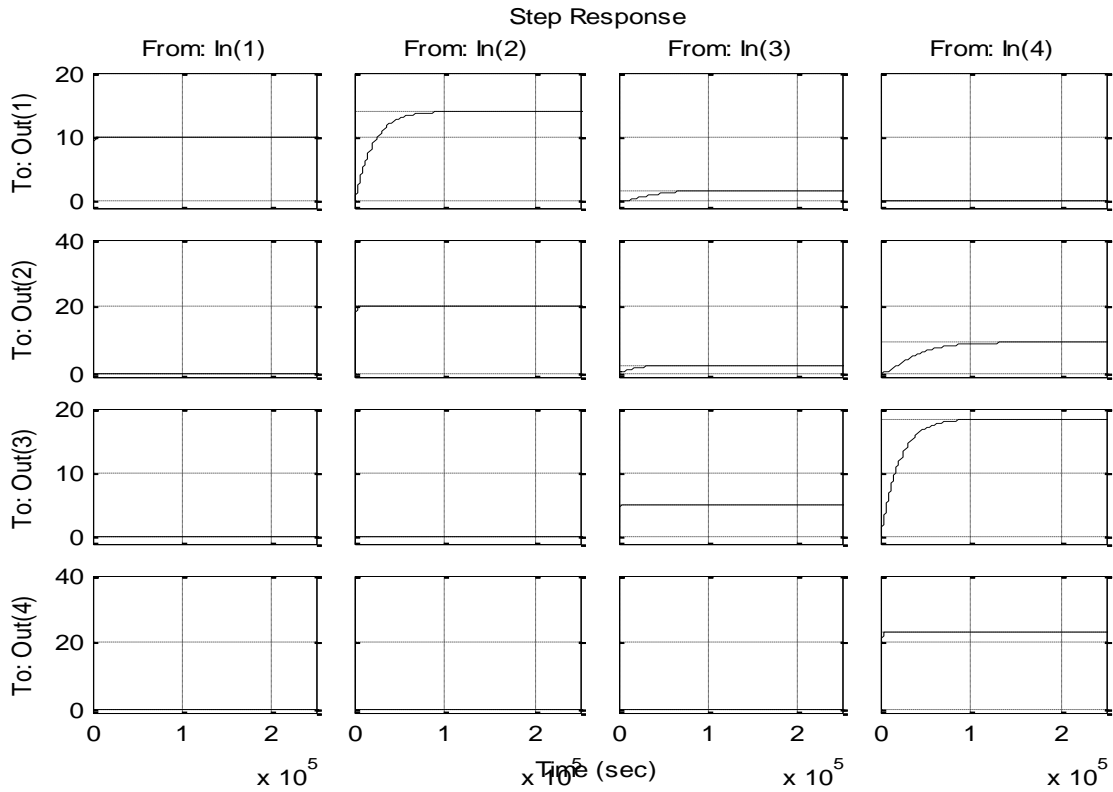 Step Response
From: In(1) From: In(2) From: In(3) From: In(4)
To: Out(1)
20
10
0
To: Out(2)
40
20
0
To: Out(3)
20
10
0
To: Out(4)
40
20
0
0 1 2 0 1 2 0 1 2 0 1 2
x 10^5 x 10^5 x 10^5 x 10^5
Time (sec)